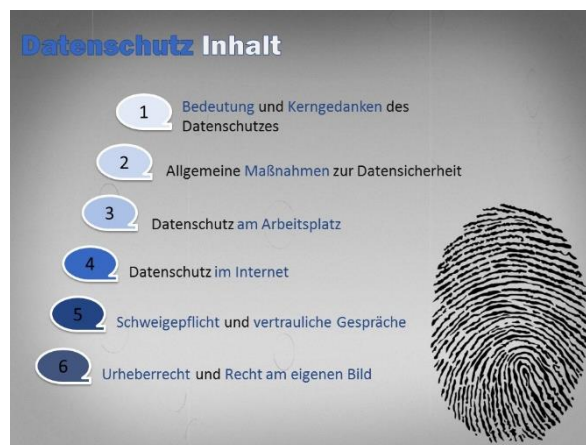 Datenschutz Inhalt
1
Bedeutung und Kerngedanken des
Datenschutzes
2
Allgemeine Maßnahmen zur Datensicherheit
3
Datenschutz am Arbeitsplatz
4
Datenschutz im Internet
5
Schweigepflicht und vertrauliche Gespräche
6
Urheberrecht und Recht am eigenen Bild